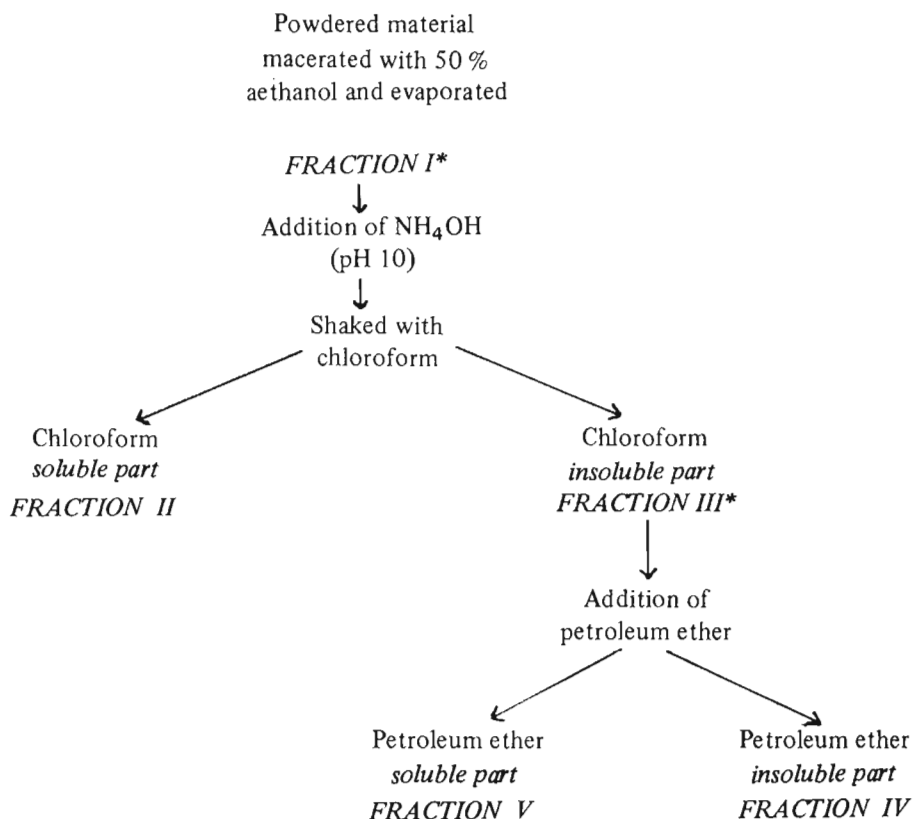 Powdered material
macerated with 50 %
aethanol and evaporated
FRACTION I*
Addition of NH₄OH
(pH 10)
Shaked with
chloroform
Chloroform
soluble part
FRACTION II
Chloroform
insoluble part
FRACTION III*
Addition of
petroleum ether
Petroleum ether
soluble part
FRACTION V
Petroleum ether
insoluble part
FRACTION IV